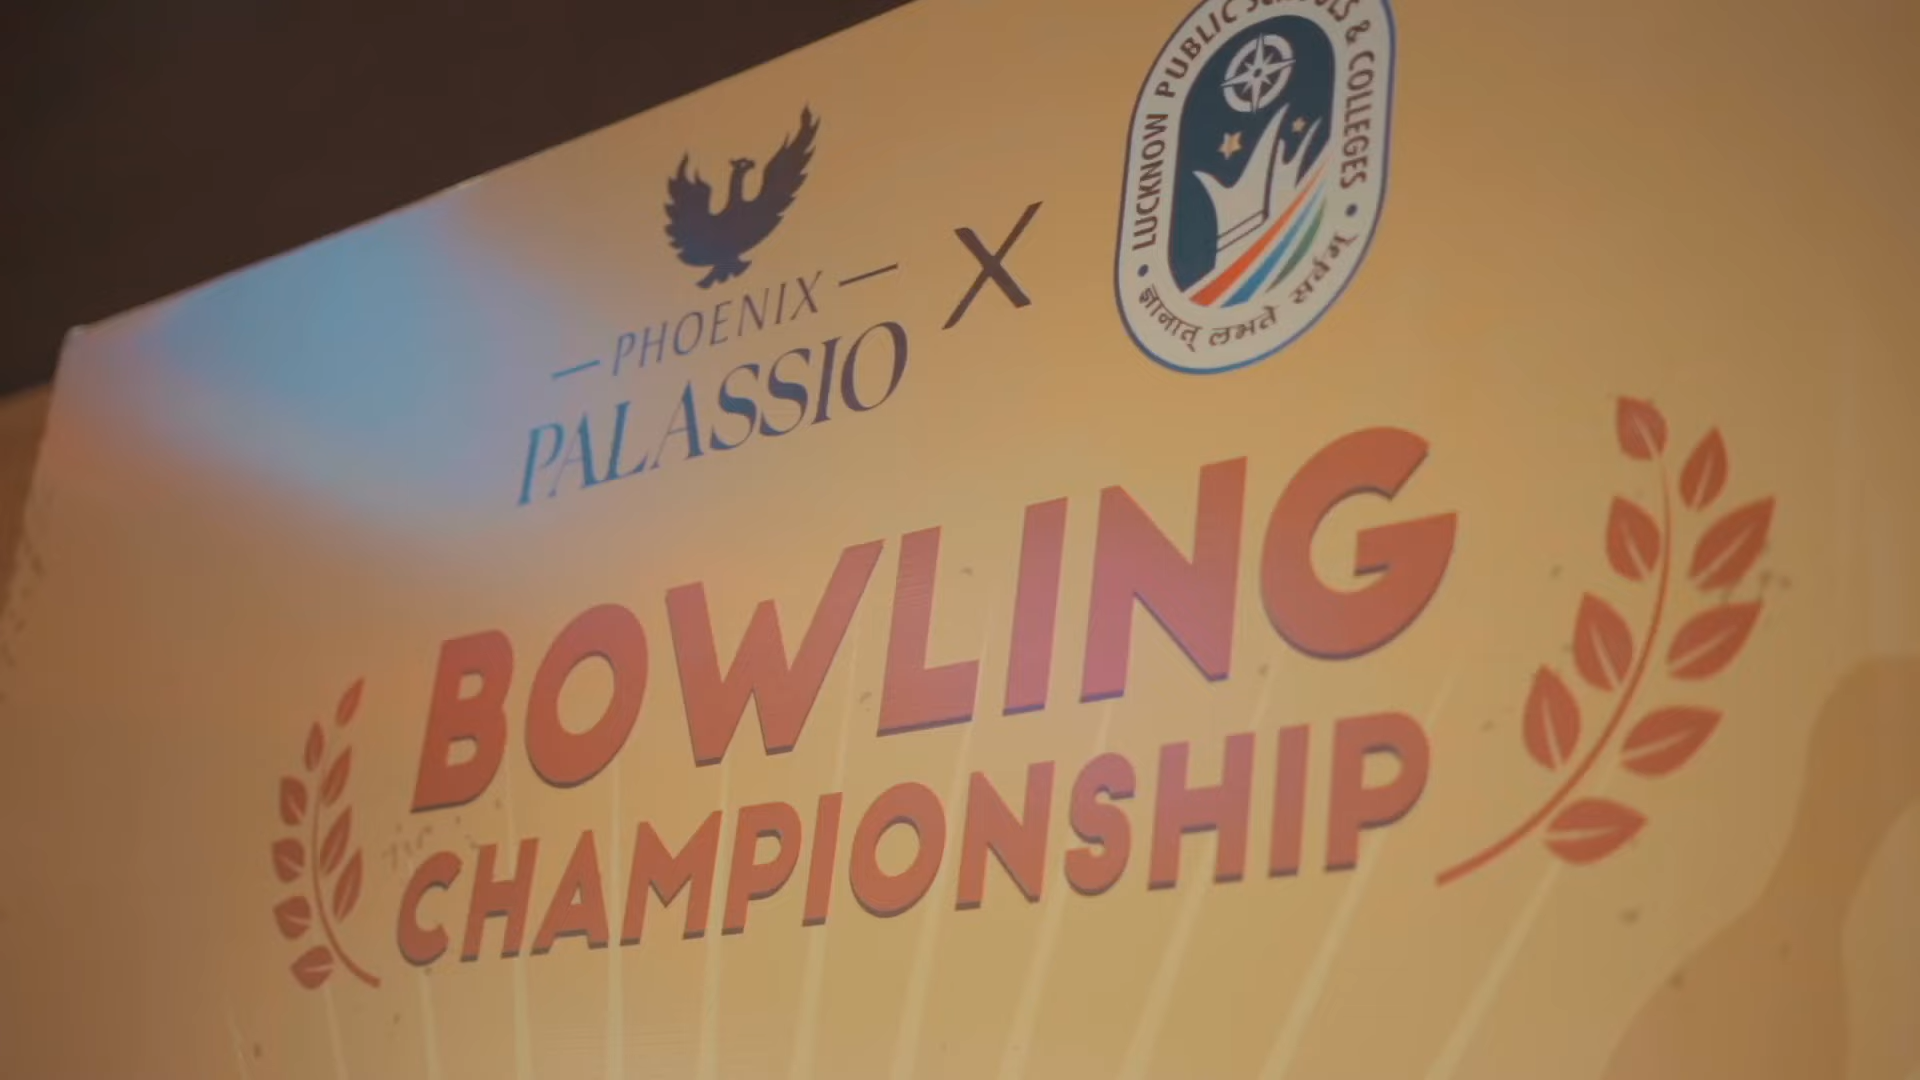 — PHOENIX —
PALASSIO
X
LUCKNOW PUBLIC SCHOOLS & COLLEGES
ज्ञानात् लभते सर्वम्
BOWLING
CHAMPIONSHIP